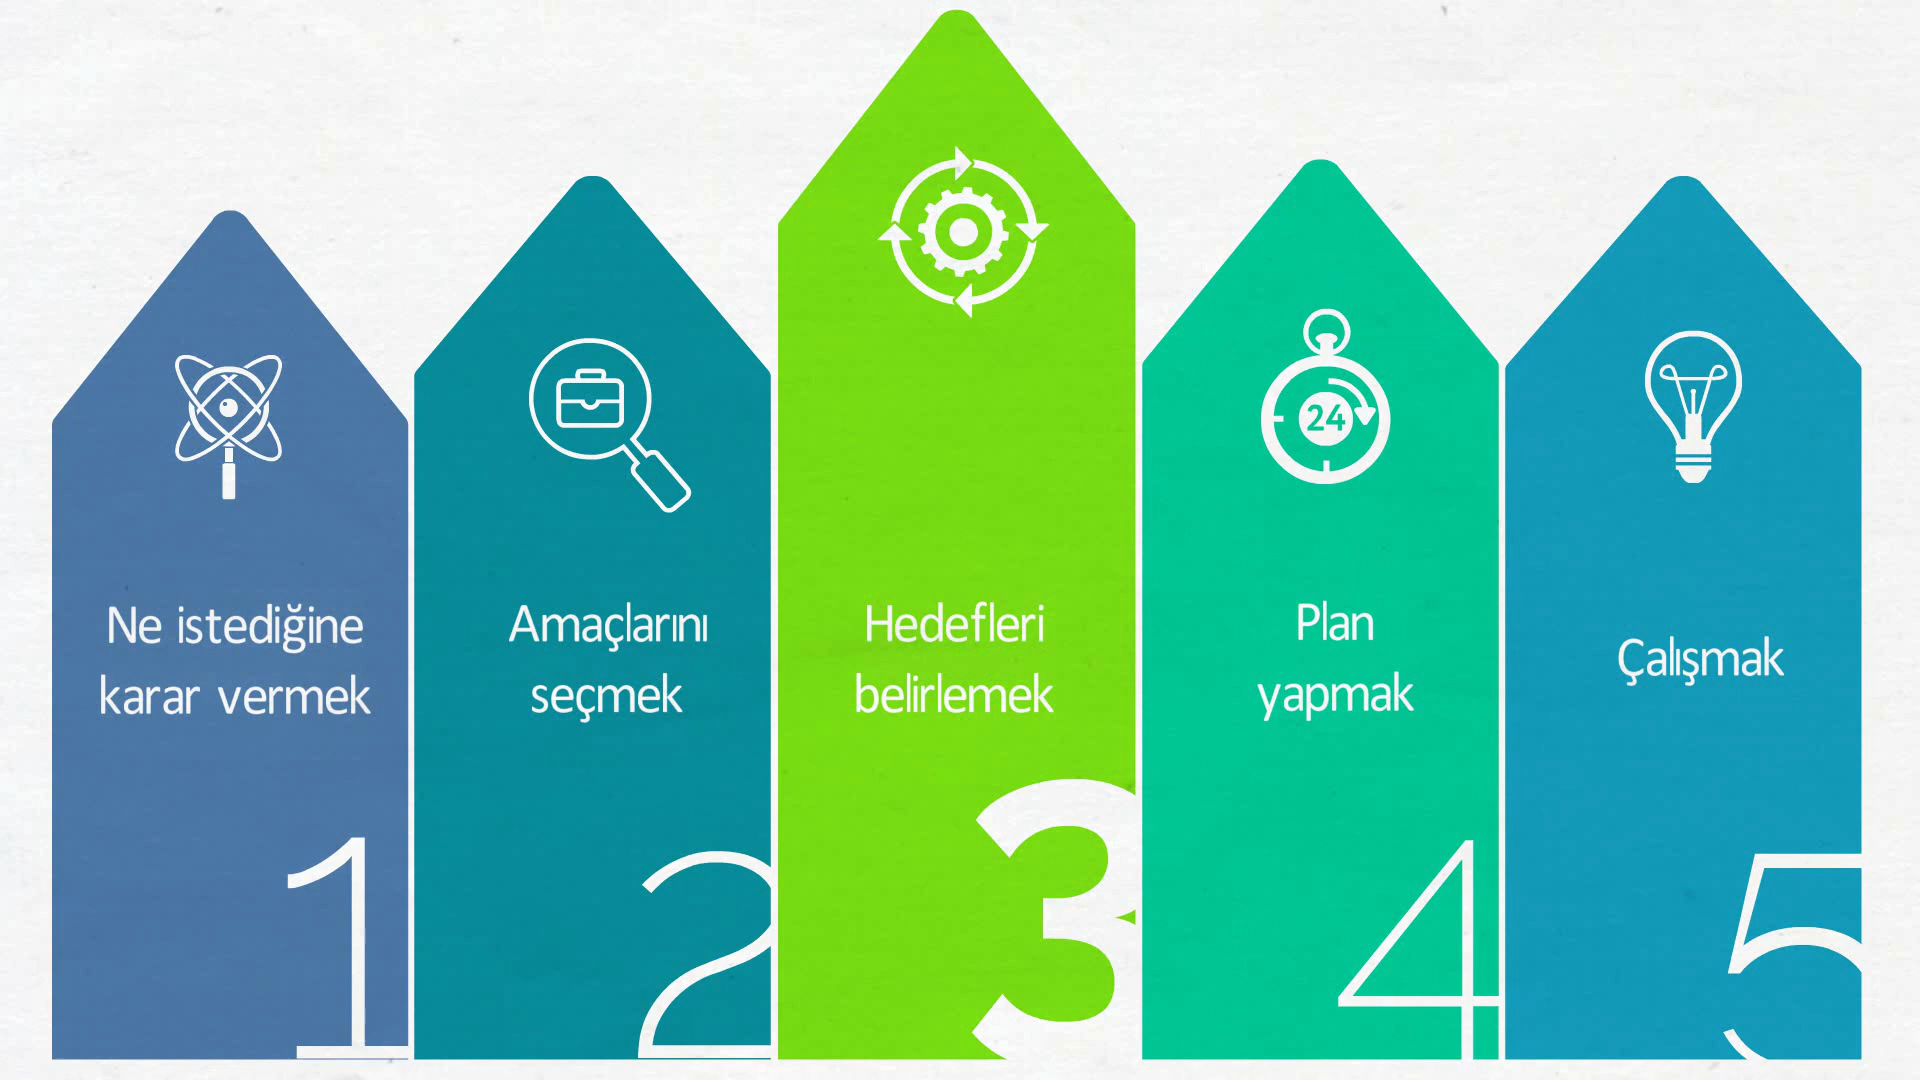 Ne istediğine
karar vermek
1
Amaçlarını
seçmek
2
Hedefleri
belirlemek
3
24
Plan
yapmak
4
Çalışmak
5